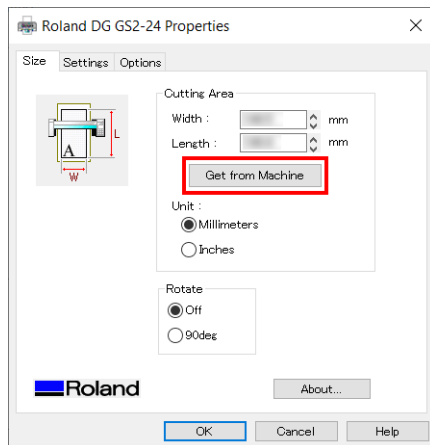 Roland DG GS2-24 Properties
Size Settings Options
Cutting Area
Width : mm
Length : mm
Get from Machine
Unit :
Millimeters
Inches
L
A
W
Rotate
Off
90deg
Roland
About...
OK Cancel Help